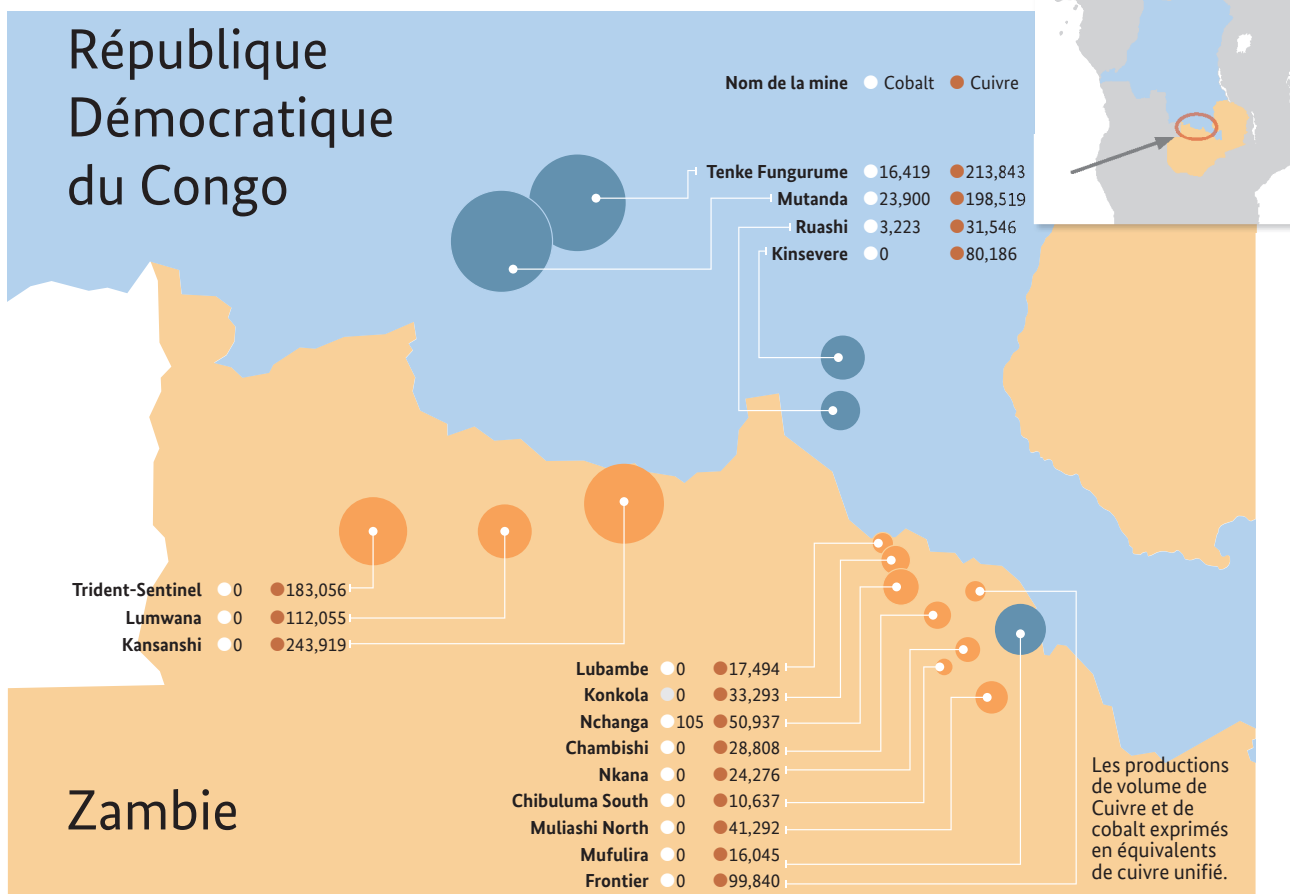 République
Démocratique
du Congo
Nom de la mine Cobalt Cuivre
Tenke Fungurume 16,419 213,843
Mutanda 23,900 198,519
Ruashi 3,223 31,546
Kinsevere 0 80,186
Trident-Sentinel 0 183,056
Lumwana 0 112,055
Kansanshi 0 243,919
Lubambe 0 17,494
Konkola 0 33,293
Nchanga 105 50,937
Chambishi 0 28,808
Nkana 0 24,276
Chibuluma South 0 10,637
Muliashi North 0 41,292
Mufulira 0 16,045
Frontier 0 99,840
Zambie
Les productions
de volume de
Cuivre et de
cobalt exprimés
en équivalents
de cuivre unifié.